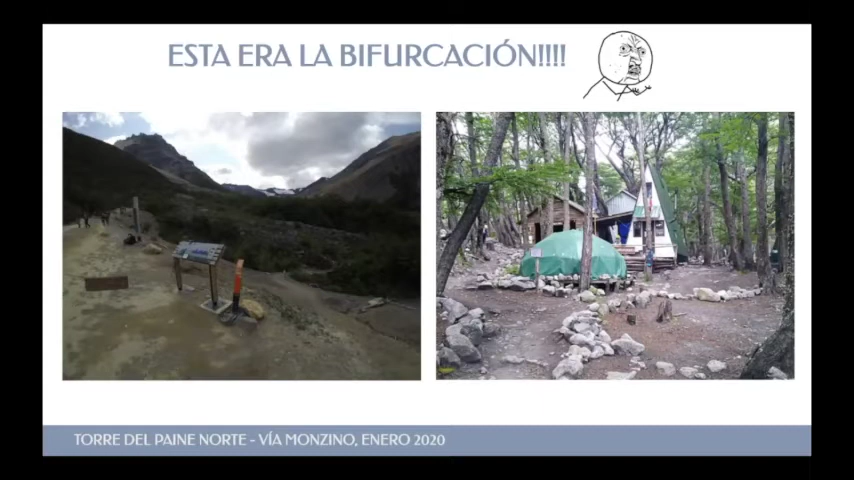 ESTA ERA LA BIFURCACIÓN!!!!
TORRE DEL PAINE NORTE - VÍA MONZINO, ENERO 2020